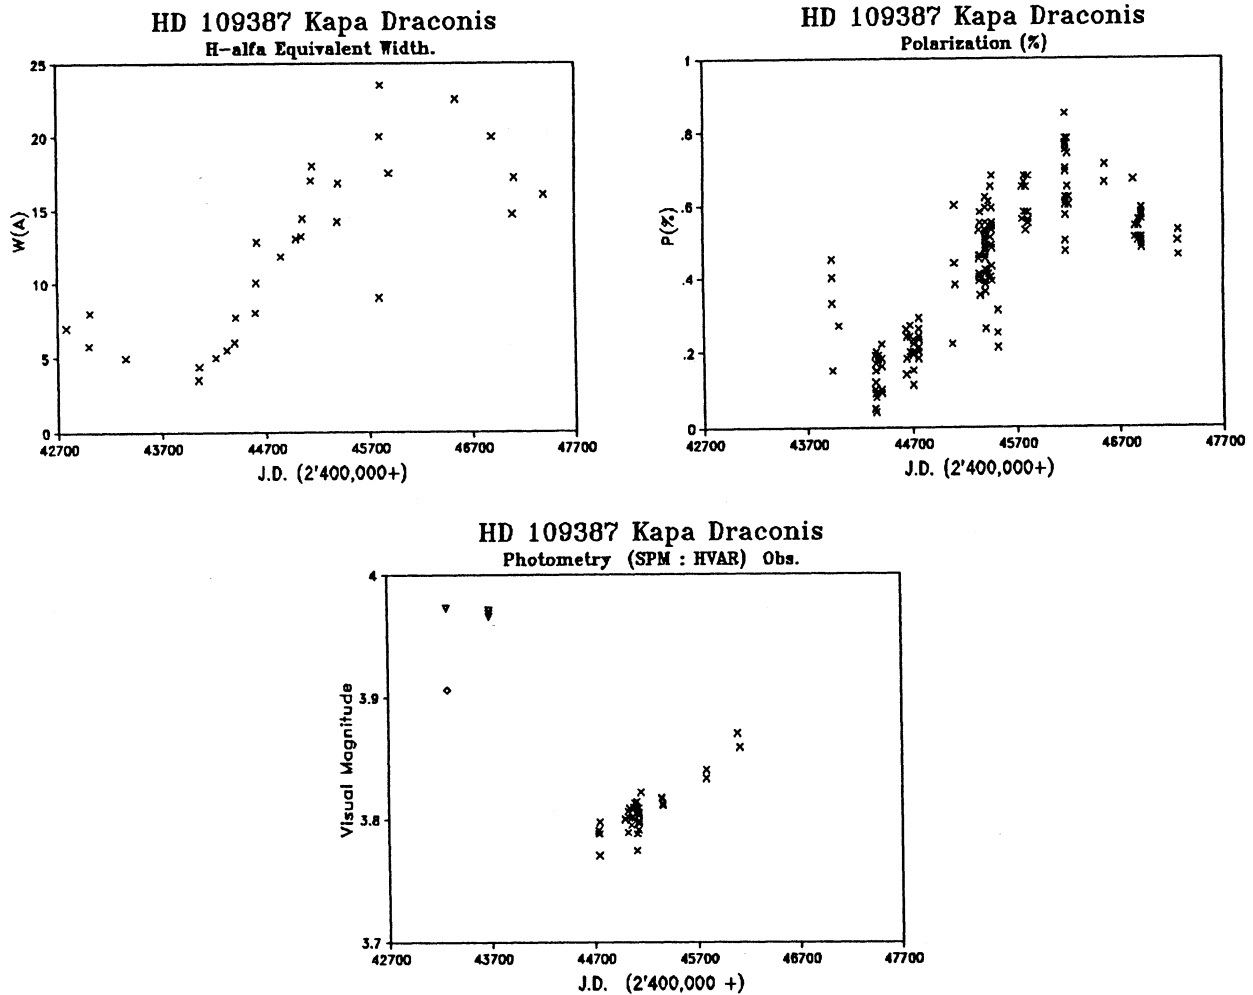 HD 109387 Kapa Draconis
H-alfa Equivalent Width.
25
20
15
10
5
0
W(A)
42700 43700 44700 45700 46700 47700
J.D. (2'400,000+)
HD 109387 Kapa Draconis
Polarization (%)
1
.8
.6
.4
.2
0
P(%)
42700 43700 44700 45700 46700 47700
J.D. (2'400,000+)
HD 109387 Kapa Draconis
Photometry (SPM : HVAR) Obs.
4
3.9
3.8
3.7
Visual Magnitude
42700 43700 44700 45700 46700 47700
J.D. (2'400,000 +)